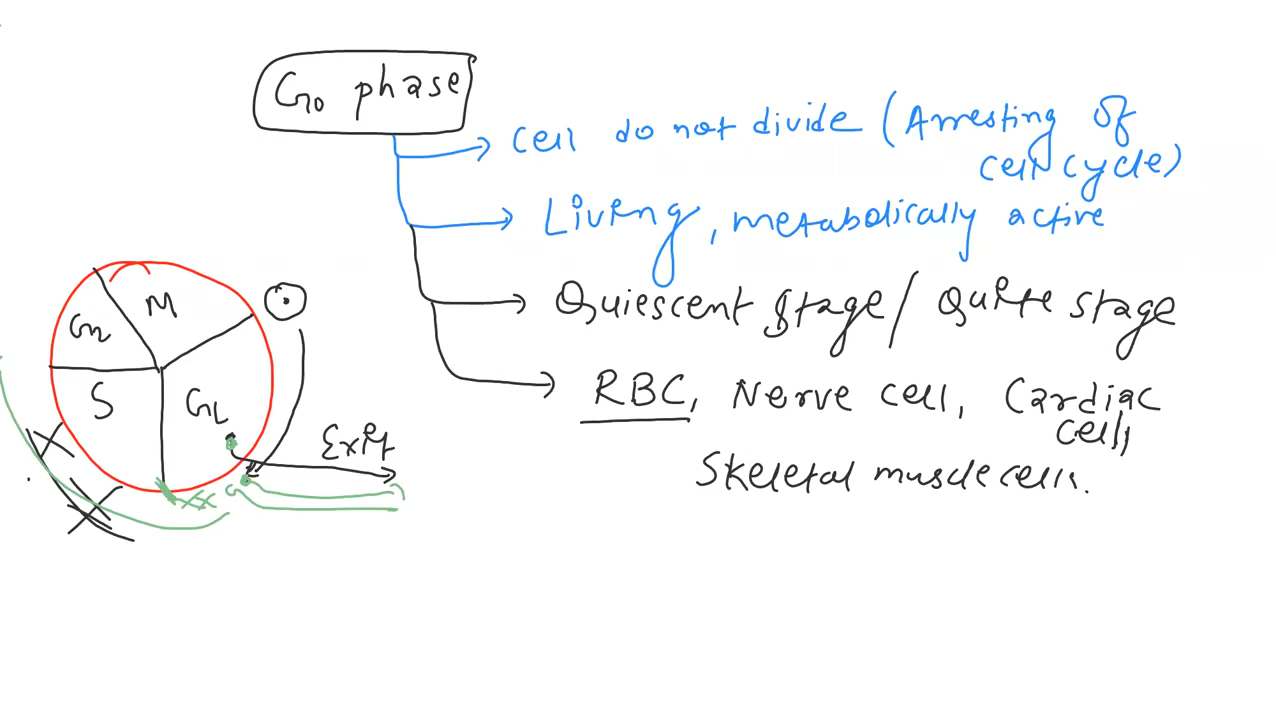 G0 phase
cell do not divide (Arresting of
cell cycle)
Living, metabolically active
Quiescent stage/ Quite stage
RBC, Nerve cell, Cardiac
cells
Skeletal muscle cells.
M
G2
S
G1
Exit